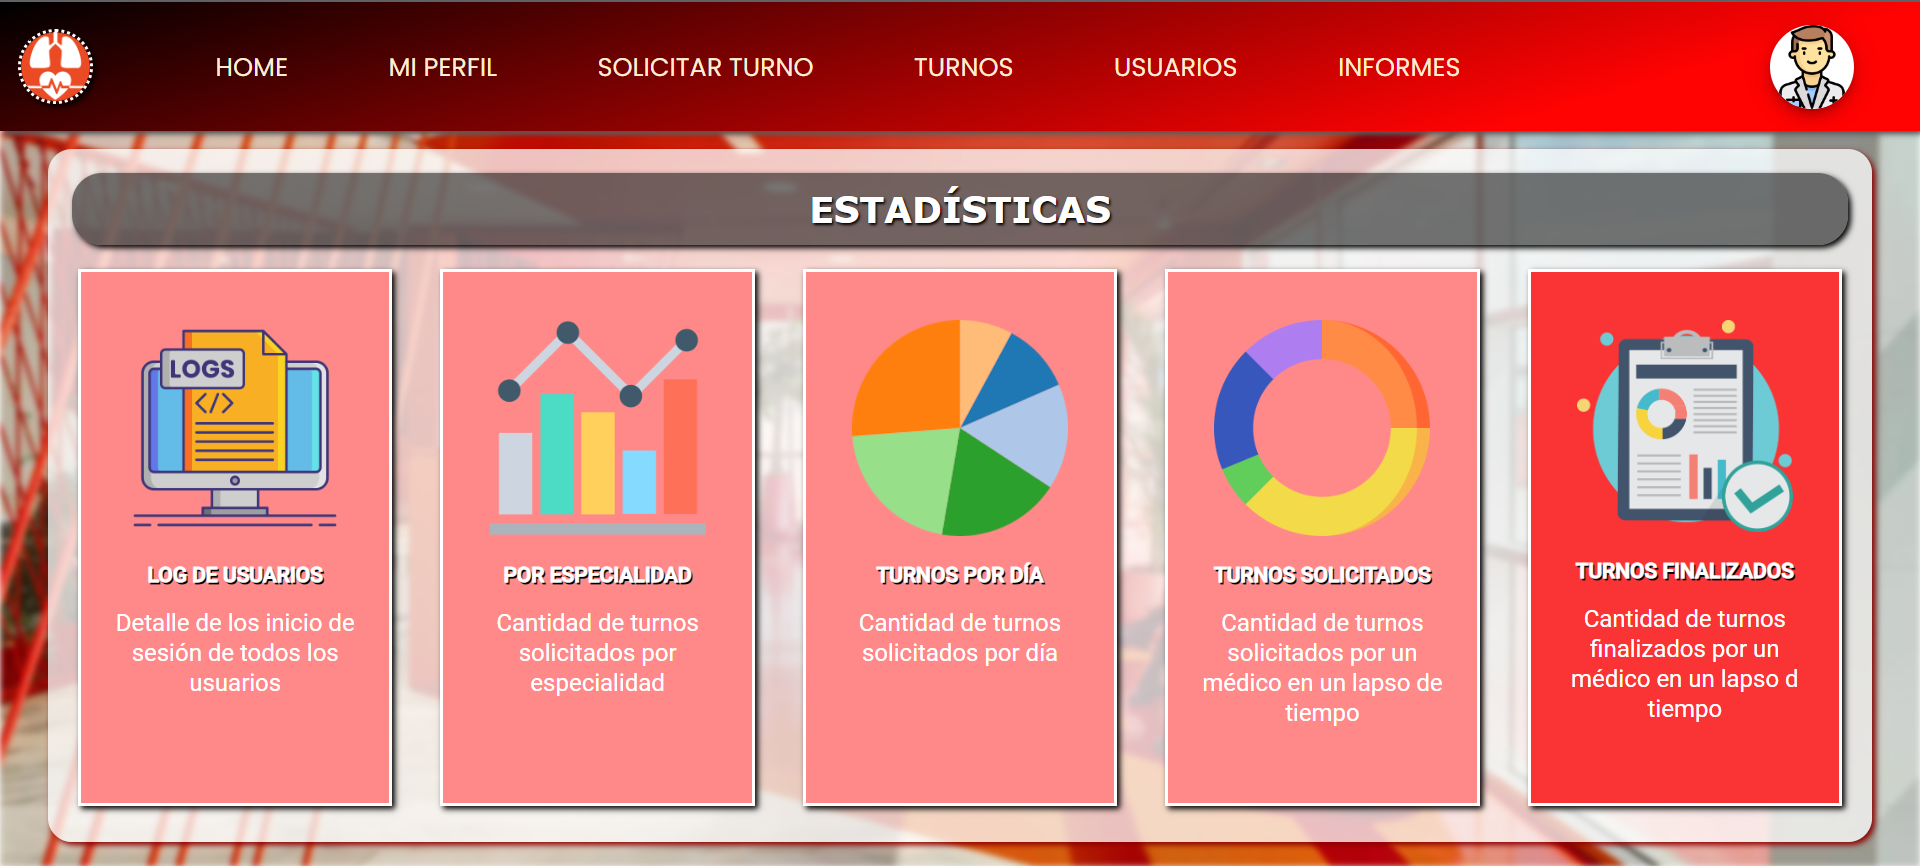 HOME MI PERFIL SOLICITAR TURNO TURNOS USUARIOS INFORMES
ESTADÍSTICAS
LOGS
</>
LOG DE USUARIOS
Detalle de los inicio de
sesión de todos los
usuarios
POR ESPECIALIDAD
Cantidad de turnos
solicitados por
especialidad
TURNOS POR DÍA
Cantidad de turnos
solicitados por día
TURNOS SOLICITADOS
Cantidad de turnos
solicitados por un
médico en un lapso de
tiempo
TURNOS FINALIZADOS
Cantidad de turnos
finalizados por un
médico en un lapso d
tiempo